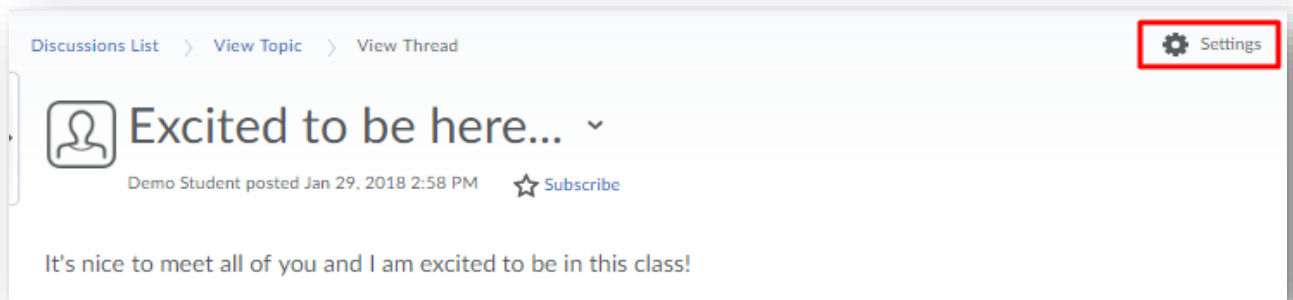 Discussions List View Topic View Thread Settings
Excited to be here...
Demo Student posted Jan 29, 2018 2:58 PM Subscribe
It's nice to meet all of you and I am excited to be in this class!